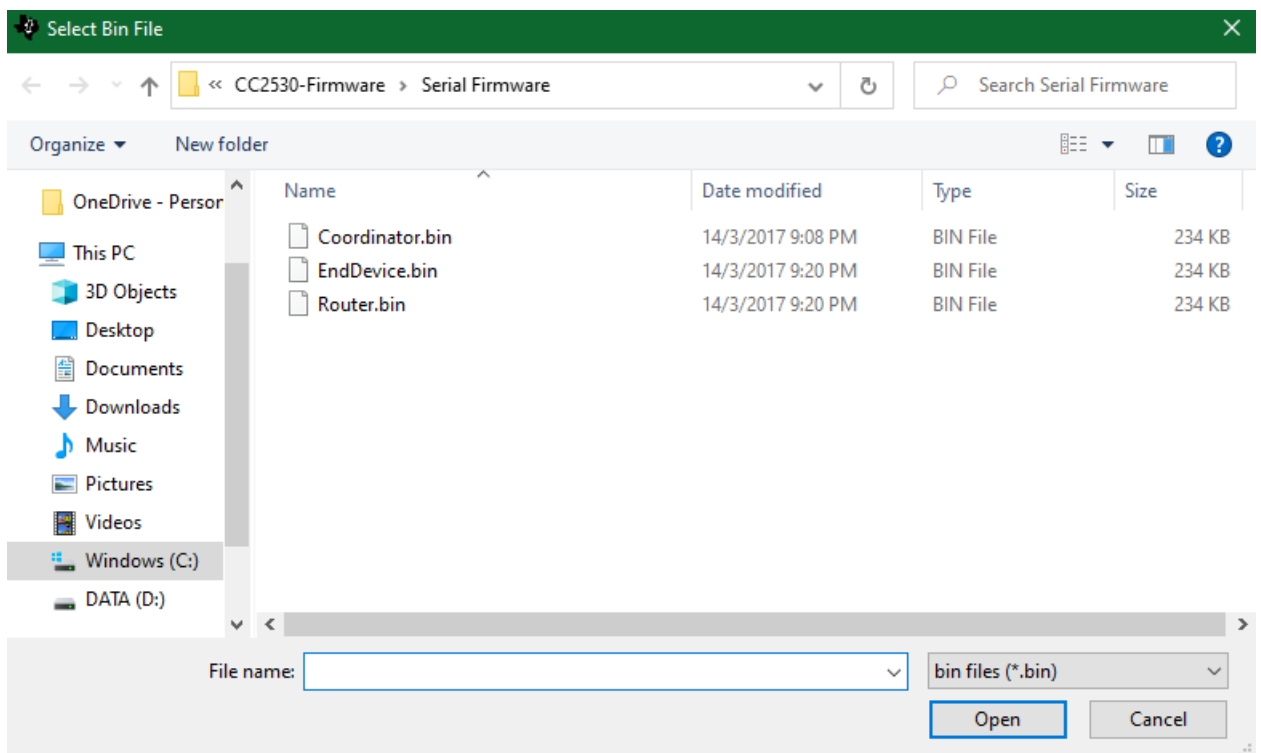 Select Bin File
« CC2530-Firmware › Serial Firmware
Search Serial Firmware
Organize
New folder
?
OneDrive - Person
This PC
3D Objects
Desktop
Documents
Downloads
Music
Pictures
Videos
Windows (C:)
DATA (D:)
Name Date modified Type Size
Coordinator.bin 14/3/2017 9:08 PM BIN File 234 KB
EndDevice.bin 14/3/2017 9:20 PM BIN File 234 KB
Router.bin 14/3/2017 9:20 PM BIN File 234 KB
File name:
bin files (*.bin)
Open
Cancel